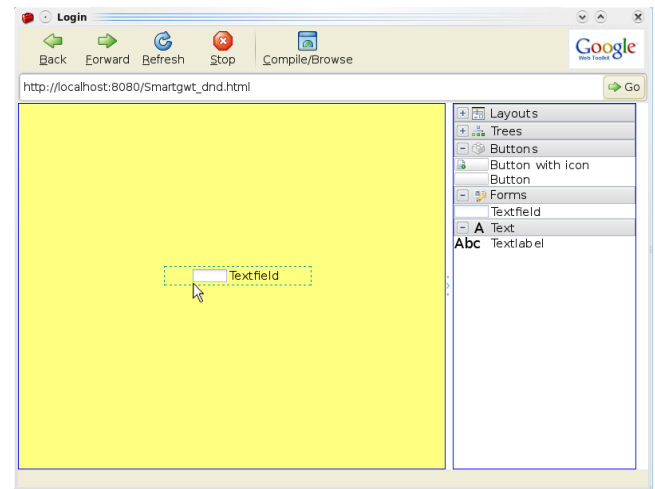 Login
Back Forward Refresh Stop Compile/Browse
Google
Web Toolkit
http://localhost:8080/Smartgwt_dnd.html
Go
Layouts
Trees
Buttons
Button with icon
Button
Forms
Textfield
A Text
Abc Textlabel
Textfield